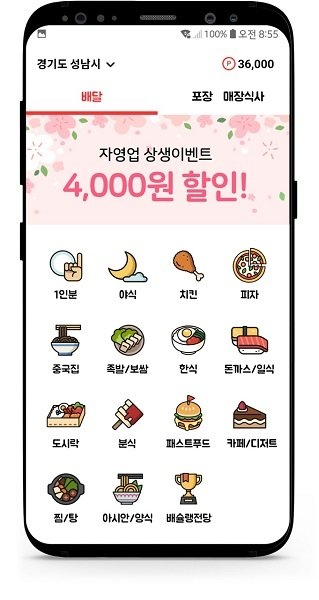 100% 오전 8:55
경기도 성남시 P 36,000
배달 포장 매장식사
자영업 상생이벤트
4,000원 할인!
1인분 야식 치킨 피자
중국집 족발/보쌈 한식 돈까스/일식
도시락 분식 패스트푸드 카페/디저트
찜/탕 아시안/양식 배슐랭전당